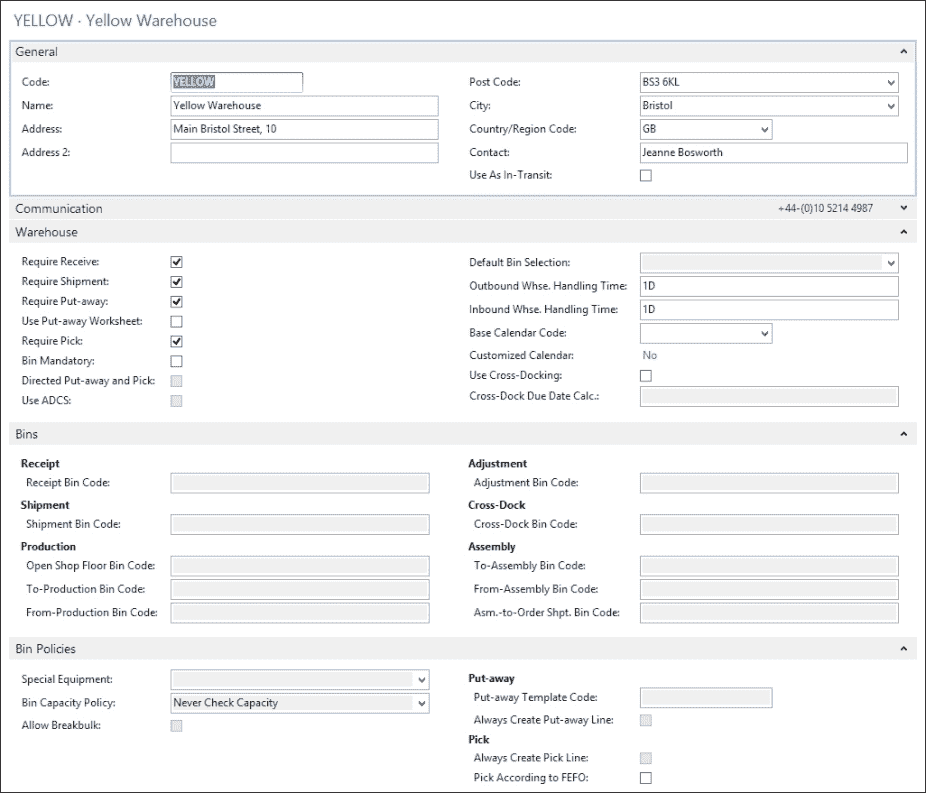 YELLOW · Yellow Warehouse
General
Code: YELLOW
Name: Yellow Warehouse
Address: Main Bristol Street, 10
Address 2:
Post Code: BS3 6KL
City: Bristol
Country/Region Code: GB
Contact: Jeanne Bosworth
Use As In-Transit:
Communication +44-(0)10 5214 4987
Warehouse
Require Receive:
Require Shipment:
Require Put-away:
Use Put-away Worksheet:
Require Pick:
Bin Mandatory:
Directed Put-away and Pick:
Use ADCS:
Default Bin Selection:
Outbound Whse. Handling Time: 1D
Inbound Whse. Handling Time: 1D
Base Calendar Code:
Customized Calendar: No
Use Cross-Docking:
Cross-Dock Due Date Calc.:
Bins
Receipt
Receipt Bin Code:
Shipment
Shipment Bin Code:
Production
Open Shop Floor Bin Code:
To-Production Bin Code:
From-Production Bin Code:
Adjustment
Adjustment Bin Code:
Cross-Dock
Cross-Dock Bin Code:
Assembly
To-Assembly Bin Code:
From-Assembly Bin Code:
Asm.-to-Order Shpt. Bin Code:
Bin Policies
Special Equipment:
Bin Capacity Policy: Never Check Capacity
Allow Breakbulk:
Put-away
Put-away Template Code:
Always Create Put-away Line:
Pick
Always Create Pick Line:
Pick According to FEFO: